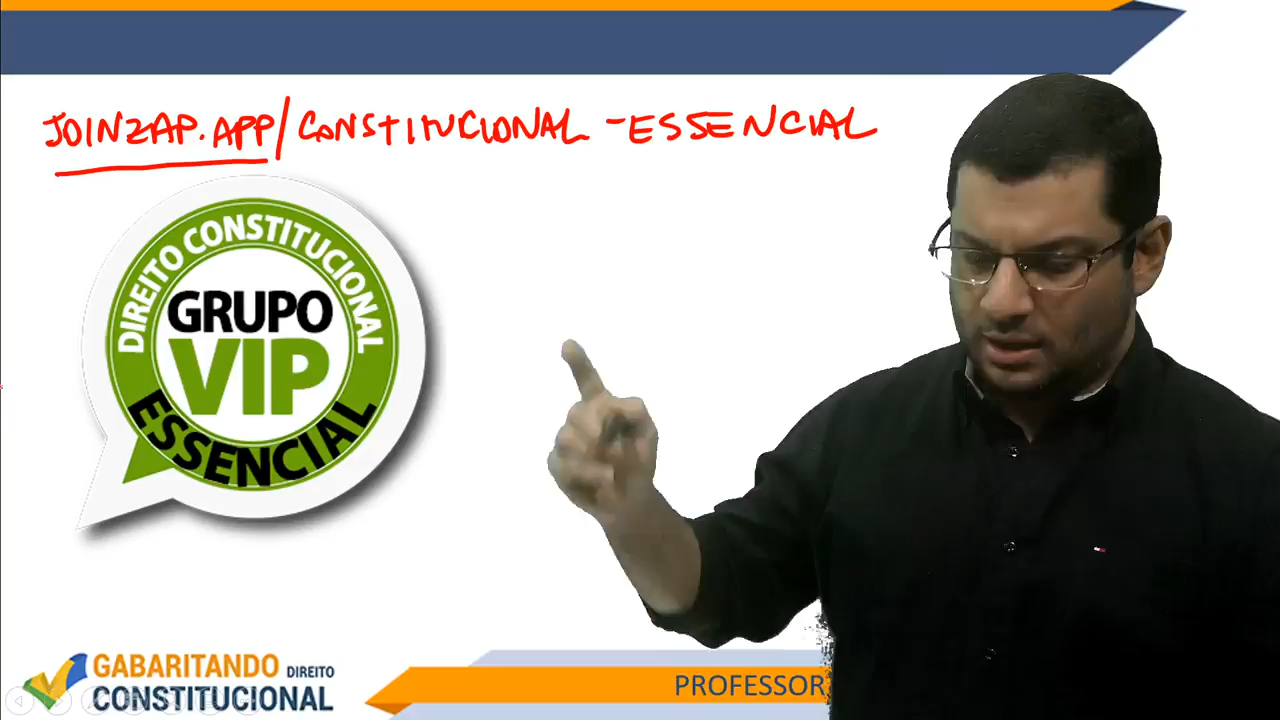 JOINZAP.APP/CONSTITUCIONAL-ESSENCIAL
DIREITO CONSTITUCIONAL
GRUPO
VIP
ESSENCIAL
GABARITANDO DIREITO
CONSTITUCIONAL
PROFESSOR